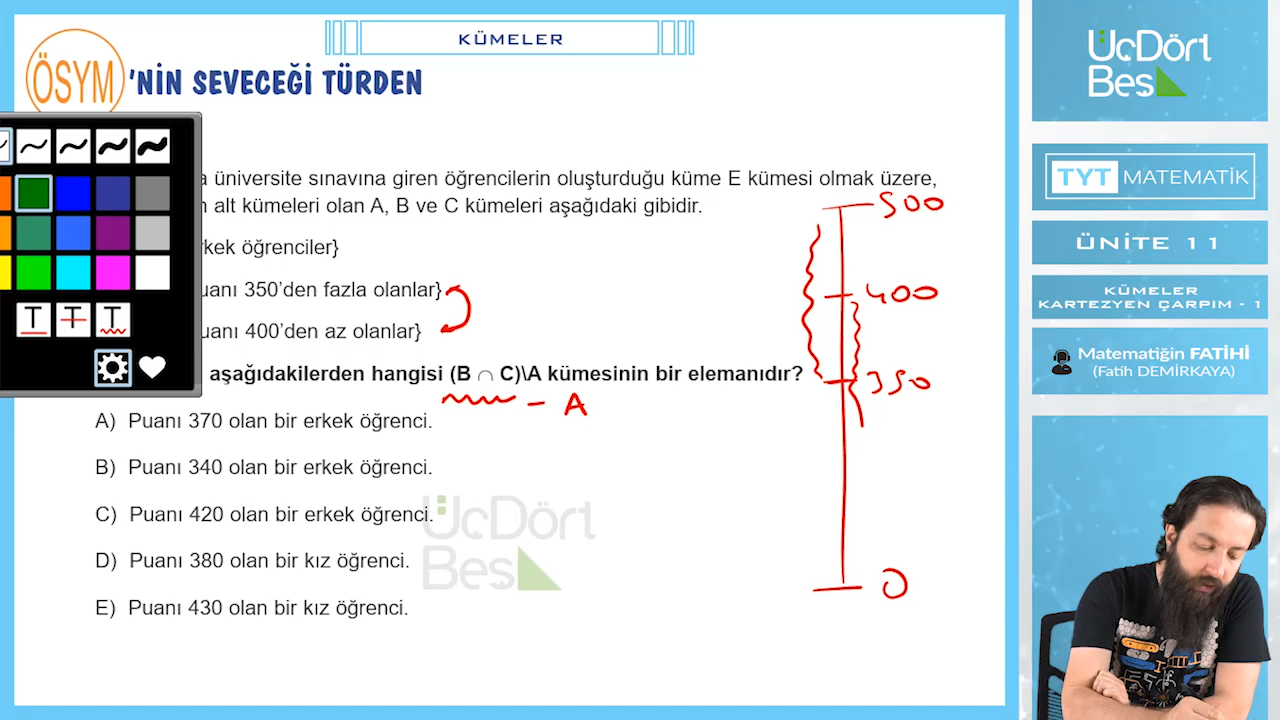 KÜMELER
ÖSYM'NİN SEVECEĞİ TÜRDEN
üniversite sınavına giren öğrencilerin oluşturduğu küme E kümesi olmak üzere,
alt kümeleri olan A, B ve C kümeleri aşağıdaki gibidir.
öğrenciler}
350'den fazla olanlar}
400'den az olanlar}
aşağıdakilerden hangisi (B ∩ C)\A kümesinin bir elemanıdır?
- A
A) Puanı 370 olan bir erkek öğrenci.
B) Puanı 340 olan bir erkek öğrenci.
C) Puanı 420 olan bir erkek öğrenci.
D) Puanı 380 olan bir kız öğrenci.
E) Puanı 430 olan bir kız öğrenci.
500
400
350
0
T T T
ÜçDört
Beş
ÜçDört
Beş
TYT MATEMATİK
ÜNİTE 11
KÜMELER
KARTEZYEN ÇARPIM - 1
Matematiğin FATİHİ
(Fatih DEMİRKAYA)